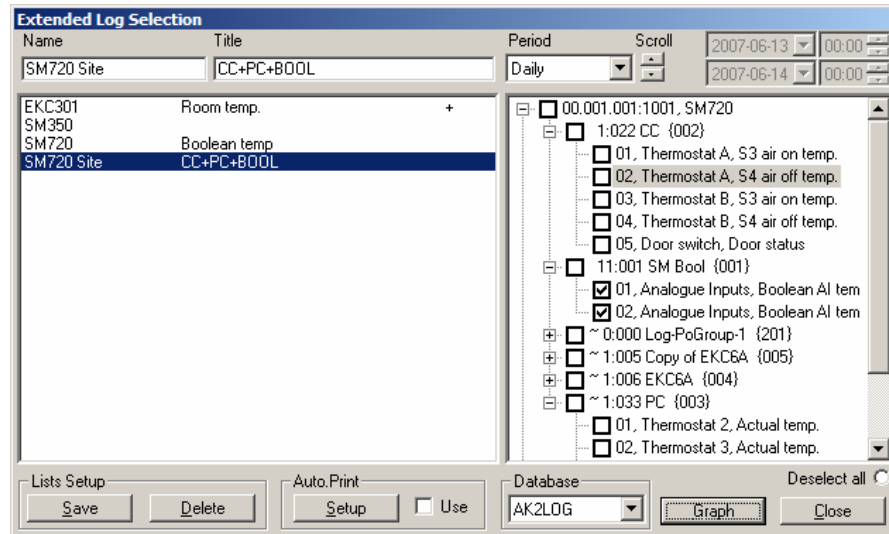 Extended Log Selection
Name Title Period Scroll 2007-06-13 00:00
SM720 Site CC+PC+BOOL Daily 2007-06-14 00:00
EKC301 Room temp. +
SM350
SM720 Boolean temp
SM720 Site CC+PC+BOOL
00.001.001:1001, SM720
1:022 CC {002}
01, Thermostat A, S3 air on temp.
02, Thermostat A, S4 air off temp.
03, Thermostat B, S3 air on temp.
04, Thermostat B, S4 air off temp.
05, Door switch, Door status
11:001 SM Bool {001}
01, Analogue Inputs, Boolean AI tem
02, Analogue Inputs, Boolean AI tem
~ 0:000 Log-PoGroup-1 {201}
~ 1:005 Copy of EKC6A {005}
~ 1:006 EKC6A {004}
~ 1:033 PC {003}
01, Thermostat 2, Actual temp.
02, Thermostat 3, Actual temp.
Lists Setup Auto.Print Database Deselect all
Save Delete Setup Use AK2LOG Graph Close